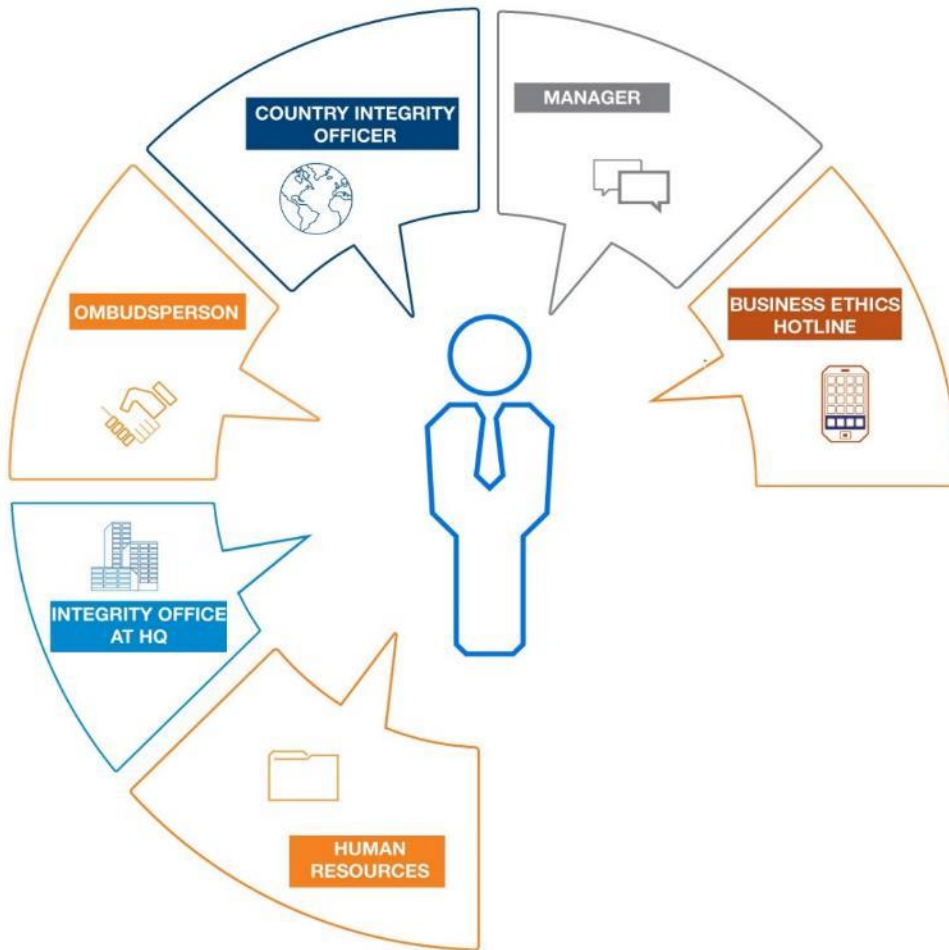 COUNTRY INTEGRITY
OFFICER
MANAGER
OMBUDSPERSON
BUSINESS ETHICS
HOTLINE
INTEGRITY OFFICE
AT HQ
HUMAN
RESOURCES